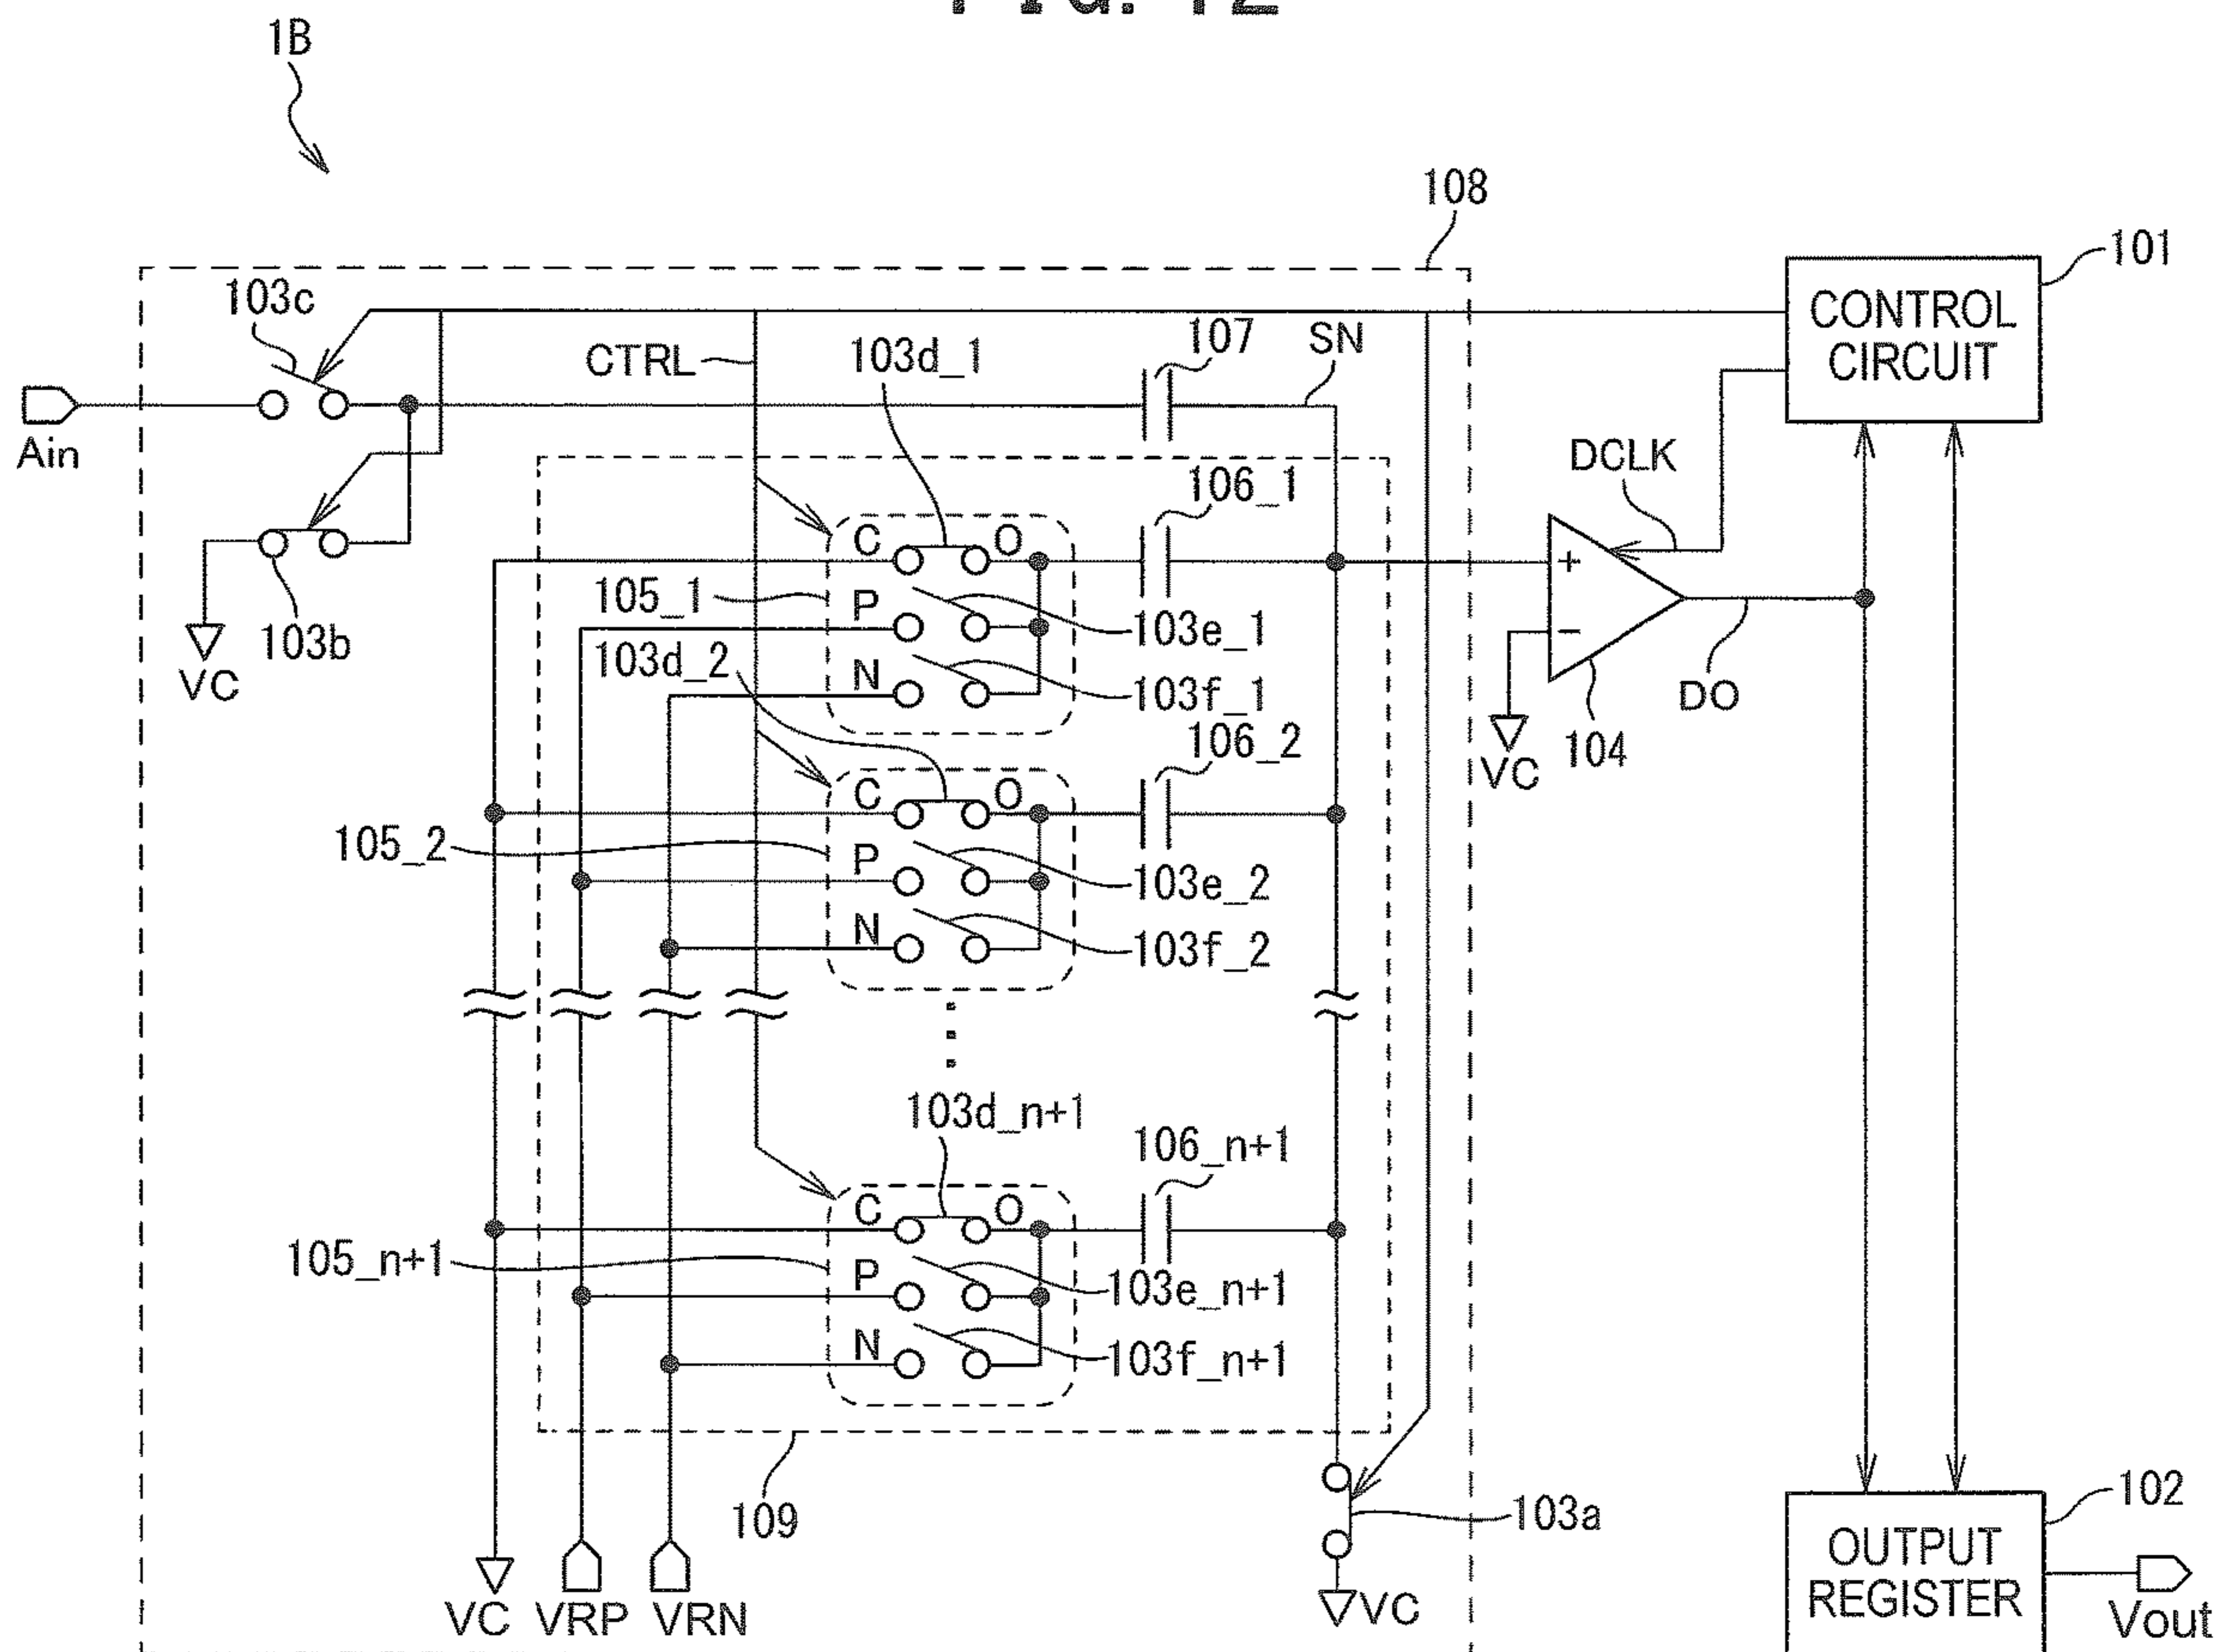 FIG. 12
1B
108
101
103c
CONTROL
CIRCUIT
107
SN
CTRL
103d_1
Ain
DCLK
106_1
C
O
105_1
P
103e_1
103b
VC
103d_2
N
103f_1
+
−
DO
106_2
104
VC
C
O
105_2
P
103e_2
N
103f_2
103d_n+1
106_n+1
C
O
105_n+1
P
103e_n+1
N
103f_n+1
109
103a
102
OUTPUT
REGISTER
VC
VRP
VRN
VC
Vout